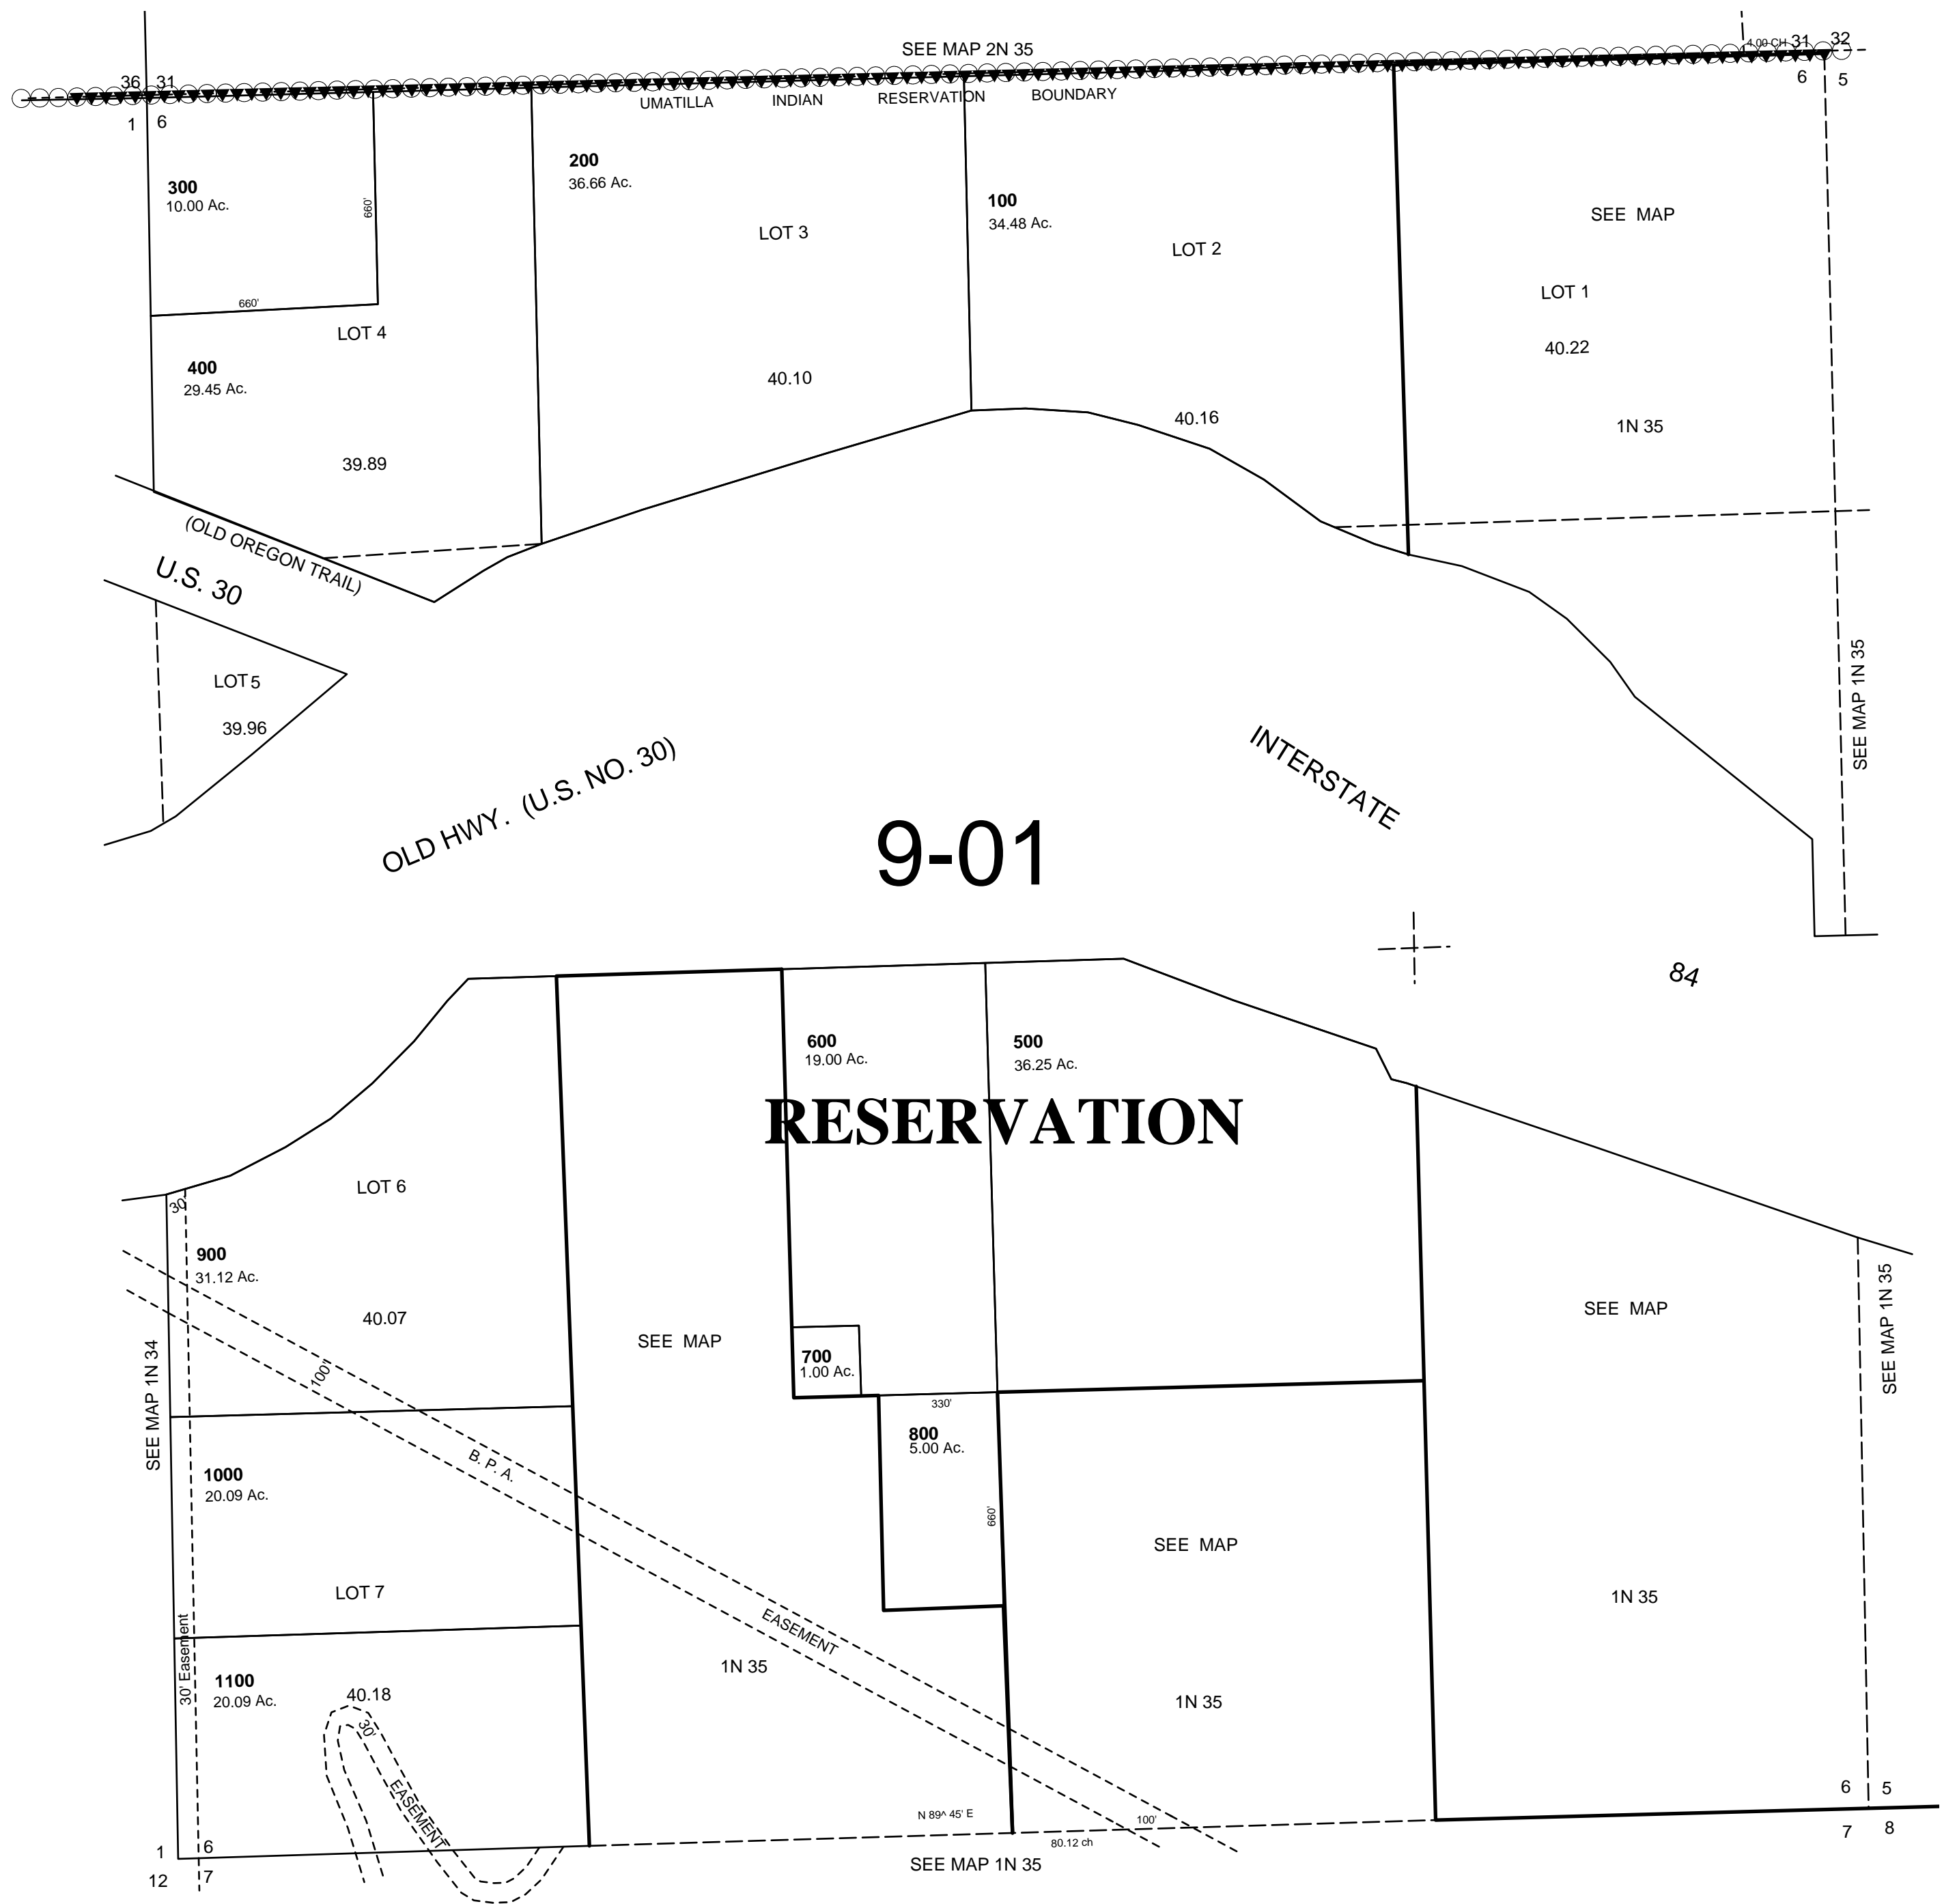 SEE MAP 2N 35
4.00 CH
31
32
36
31
6
5
UMATILLA INDIAN RESERVATION BOUNDARY
1
6
300
10.00 Ac.
660'
660'
200
36.66 Ac.
LOT 3
100
34.48 Ac.
LOT 2
SEE MAP
LOT 1
40.22
1N 35
LOT 4
400
29.45 Ac.
39.89
40.10
40.16
(OLD OREGON TRAIL)
U.S. 30
LOT 5
39.96
SEE MAP 1N 35
OLD HWY. (U.S. NO. 30)
INTERSTATE
9-01
84
600
19.00 Ac.
500
36.25 Ac.
RESERVATION
LOT 6
30'
900
31.12 Ac.
40.07
SEE MAP 1N 34
100'
SEE MAP
SEE MAP
SEE MAP 1N 35
700
1.00 Ac.
330'
800
5.00 Ac.
660'
B. P. A.
1000
20.09 Ac.
SEE MAP
LOT 7
1N 35
EASEMENT
30' Easement
1N 35
1100
20.09 Ac.
40.18
1N 35
30'
EASEMENT
6
5
N 89^ 45' E
100'
80.12 ch
7
8
1
6
12
7
SEE MAP 1N 35